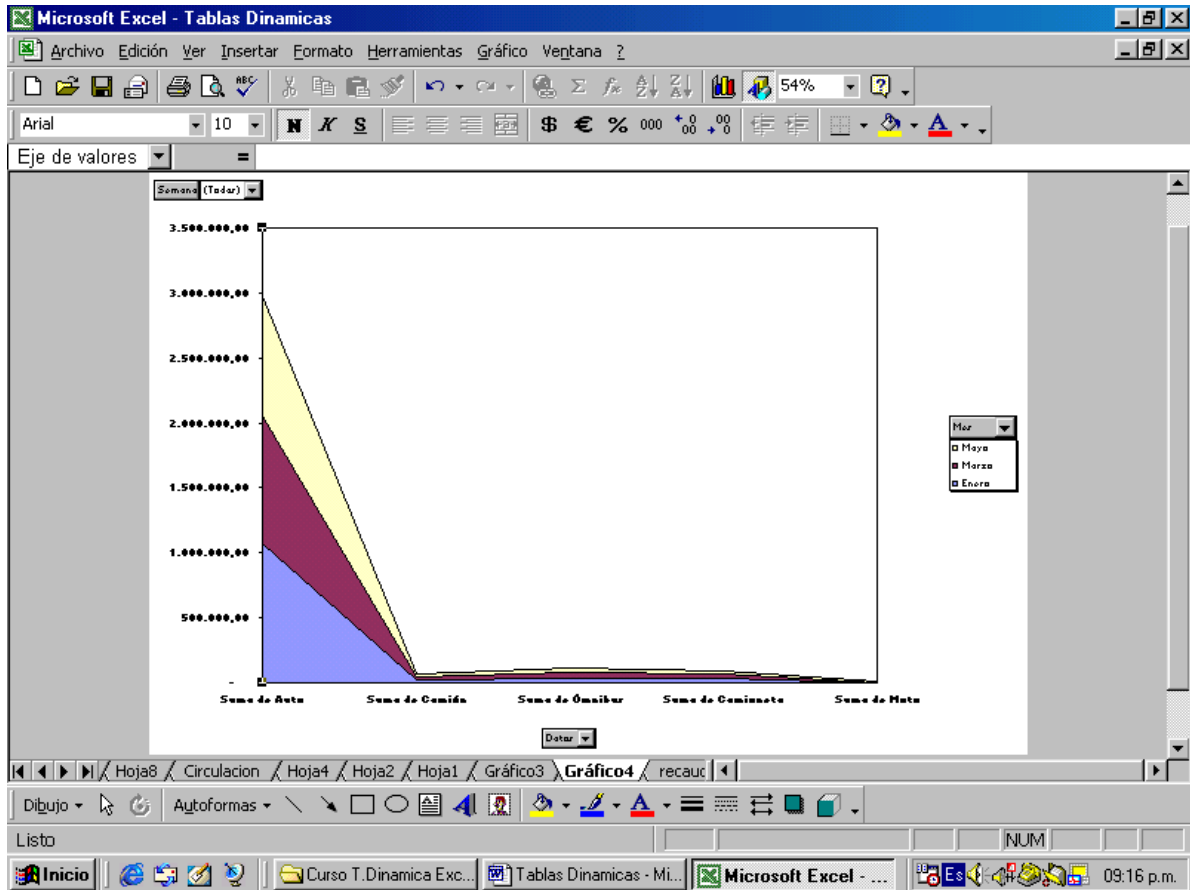 Microsoft Excel - Tablas Dinamicas
Archivo Edición Ver Insertar Formato Herramientas Gráfico Ventana ?
54%
Arial 10 N K S $ € % 000
Eje de valores =
Semana (Todas)
3.500.000,00
3.000.000,00
2.500.000,00
2.000.000,00
1.500.000,00
1.000.000,00
500.000,00
-
Mes
Mayo
Marzo
Enero
Suma de Auto Suma de Camión Suma de Ómnibus Suma de Camioneta Suma de Moto
Datos
Hoja8 Circulacion Hoja4 Hoja2 Hoja1 Gráfico3 Gráfico4 recauc
Dibujo Autoformas
Listo NUM
Inicio Curso T.Dinamica Exc... Tablas Dinamicas - Mi... Microsoft Excel - ... Es 09:16 p.m.